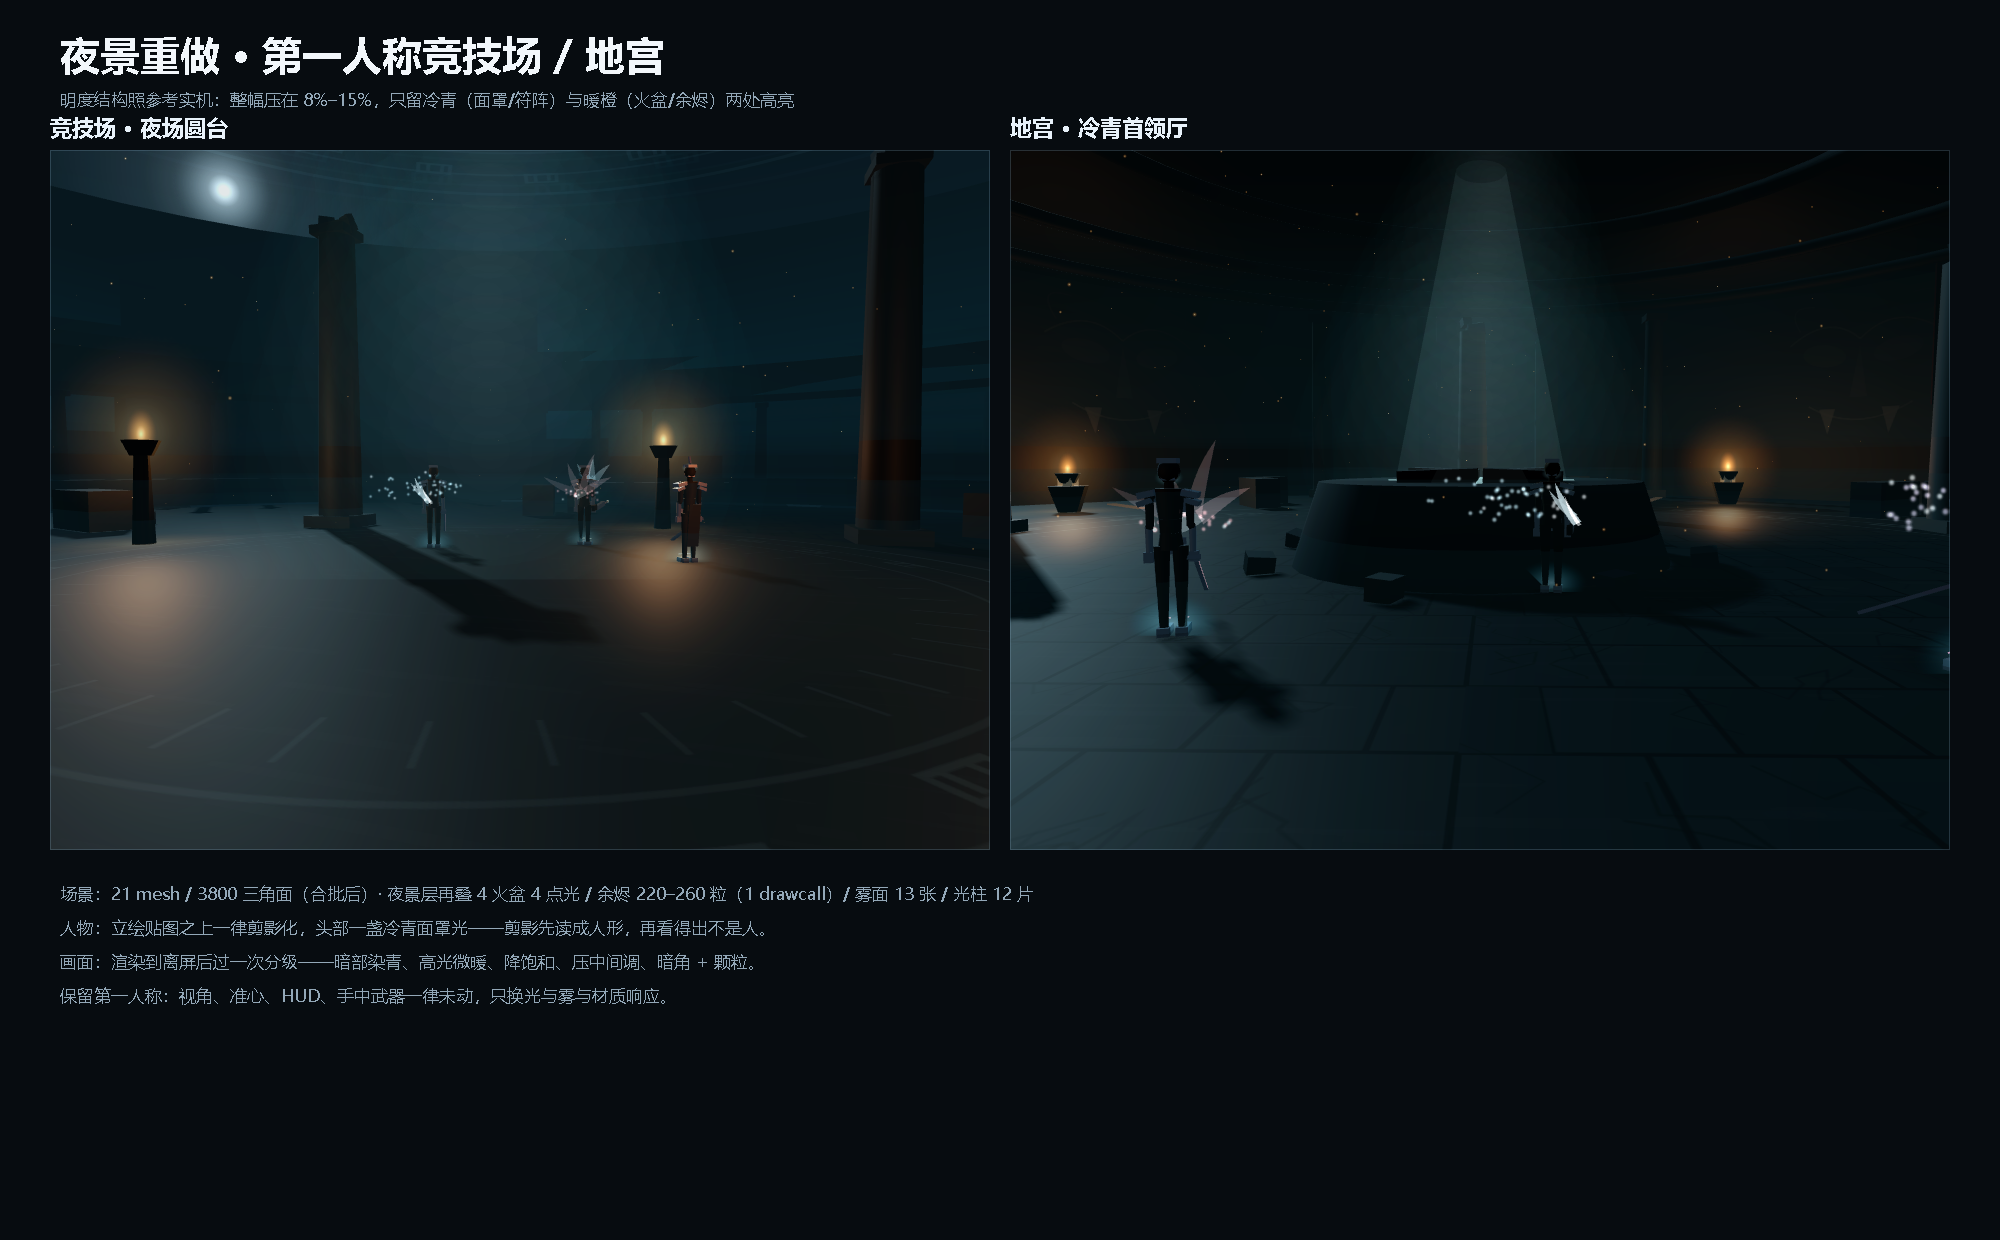 夜景重做 • 第一人称竞技场 / 地宫
明度结构照参考实机：整幅压在 8%–15%，只留冷青（面罩/符阵）与暖橙（火盆/余烬）两处高亮
竞技场 • 夜场圆台
地宫 • 冷青首领厅
场景：21 mesh / 3800 三角面（合批后）· 夜景层再叠 4 火盆 4 点光 / 余烬 220–260 粒（1 drawcall）/ 雾面 13 张 / 光柱 12 片
人物：立绘贴图之上一律剪影化，头部一盏冷青面罩光——剪影先读成人形，再看得出不是人。
画面：渲染到离屏后过一次分级——暗部染青、高光微暖、降饱和、压中间调、暗角 + 颗粒。
保留第一人称：视角、准心、HUD、手中武器一律未动，只换光与雾与材质响应。